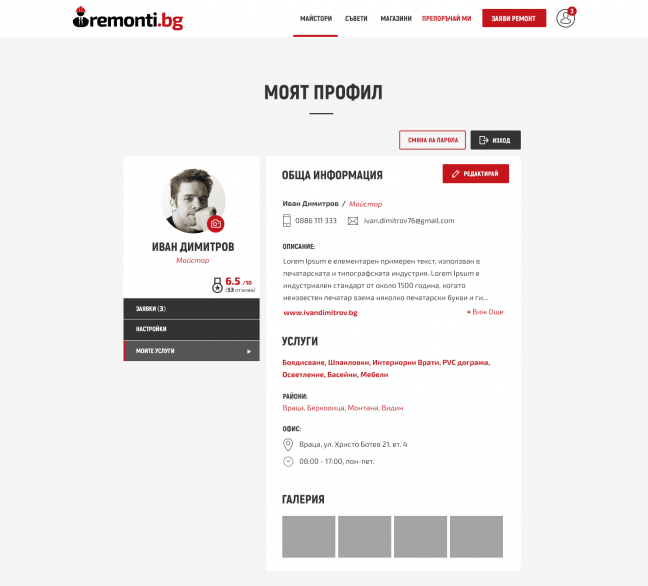 remonti.bg
МАЙСТОРИ СЪВЕТИ МАГАЗИНИ ПРЕПОРЪЧАЙ МИ ЗАЯВИ РЕМОНТ 3
МОЯТ ПРОФИЛ
СМЯНА НА ПАРОЛА ИЗХОД
ИВАН ДИМИТРОВ
Майстор
6.5 /10
(53 отзива)
ЗАЯВКИ (3)
НАСТРОЙКИ
МОИТЕ УСЛУГИ
ОБЩА ИНФОРМАЦИЯ РЕДАКТИРАЙ
Иван Димитров / Майстор
0886 111 333 ivan.dimitrov76@gmail.com
ОПИСАНИЕ:
Lorem Ipsum е елементарен примерен текст, използван в
печатарската и типографската индустрия. Lorem Ipsum е
индустриален стандарт от около 1500 година, когато
неизвестен печатар взема няколко печатарски букви и ги...
www.ivandimitrov.bg + Виж Още
УСЛУГИ
Боядисване, Шпакловки, Интериорни Врати, PVC дограма,
Осветление, Басейни, Мебели
РАЙОНИ:
Враца, Берковица, Монтана, Видин
ОФИС:
Враца, ул. Христо Ботев 21, ет. 4
08:00 - 17:00, пон-пет.
ГАЛЕРИЯ